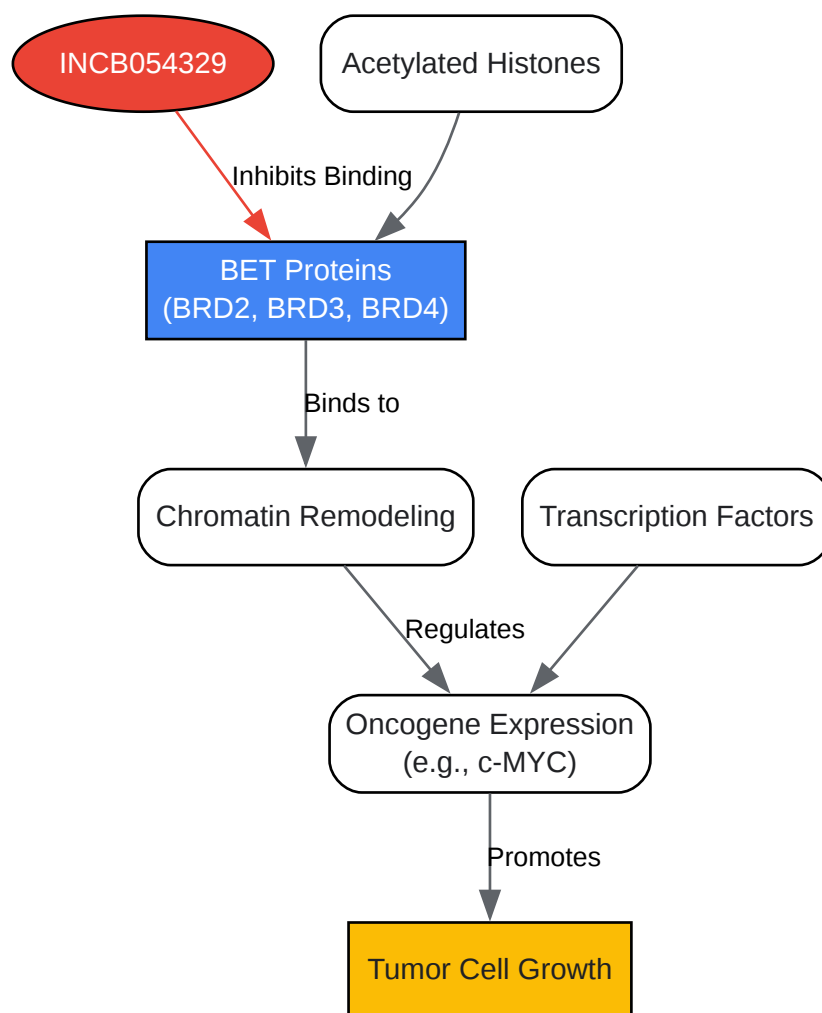 INCB054329
Acetylated Histones
Inhibits Binding
BET Proteins
(BRD2, BRD3, BRD4)
Binds to
Chromatin Remodeling
Transcription Factors
Regulates
Oncogene Expression
(e.g., c-MYC)
Promotes
Tumor Cell Growth